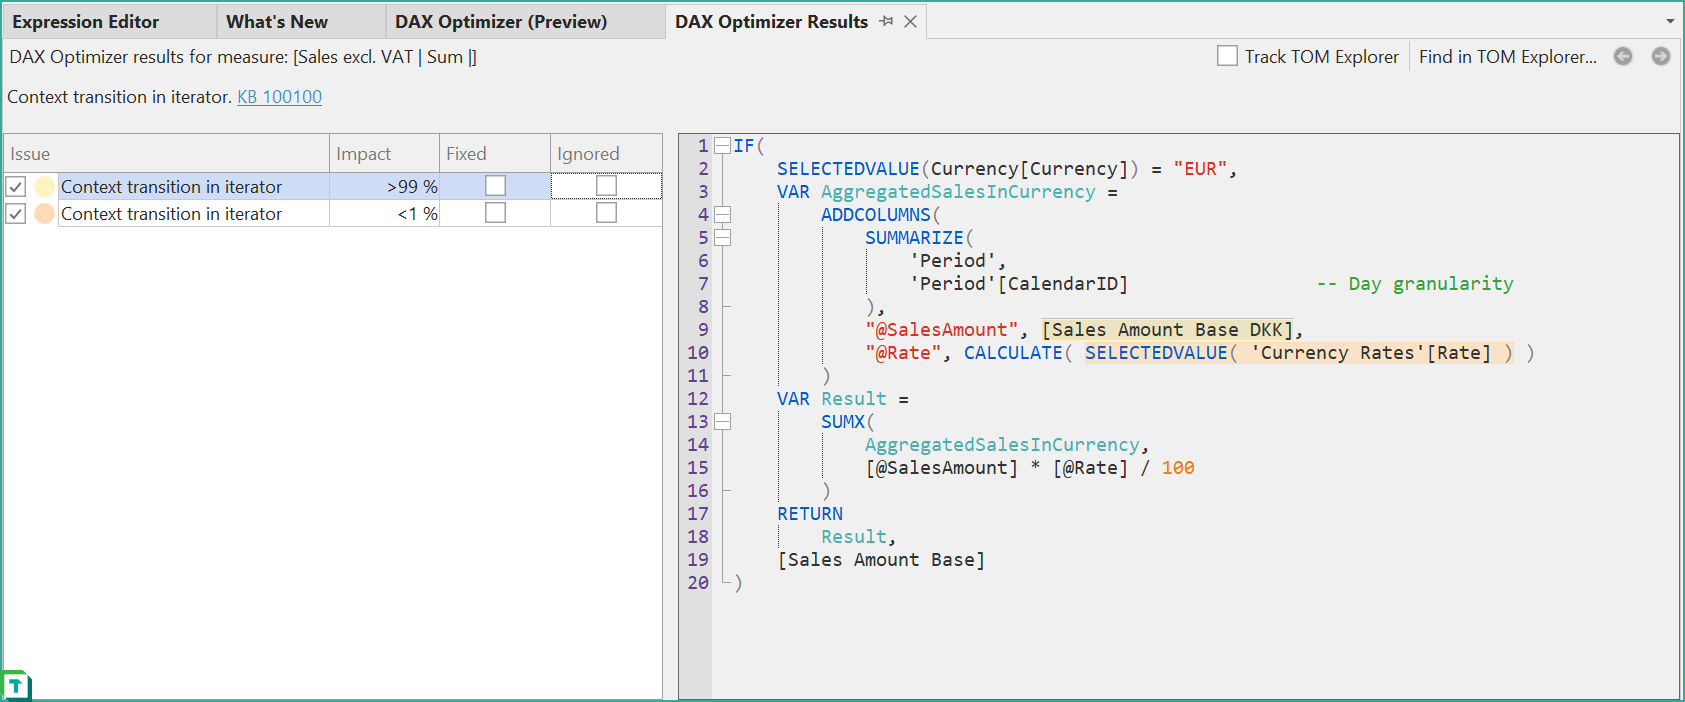 Expression Editor What's New DAX Optimizer (Preview) DAX Optimizer Results
DAX Optimizer results for measure: [Sales excl. VAT | Sum |] Track TOM Explorer Find in TOM Explorer...
Context transition in iterator. KB 100100
Issue Impact Fixed Ignored
Context transition in iterator >99 %
Context transition in iterator <1 %
1 IF(
2 SELECTEDVALUE(Currency[Currency]) = "EUR",
3 VAR AggregatedSalesInCurrency =
4 ADDCOLUMNS(
5 SUMMARIZE(
6 'Period',
7 'Period'[CalendarID] -- Day granularity
8 ),
9 "@SalesAmount", [Sales Amount Base DKK],
10 "@Rate", CALCULATE( SELECTEDVALUE( 'Currency Rates'[Rate] ) )
11 )
12 VAR Result =
13 SUMX(
14 AggregatedSalesInCurrency,
15 [@SalesAmount] * [@Rate] / 100
16 )
17 RETURN
18 Result,
19 [Sales Amount Base]
20 )
T